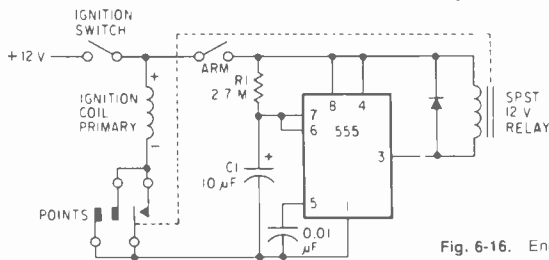 IGNITION
SWITCH
+12 V
ARM
IGNITION
COIL
PRIMARY
+
-
R1
2.7 M
8 4
7
6
555
3
SPST
12 V
RELAY
C1
10 µF
+
5
1
POINTS
0.01
µF
Fig. 6-16. En